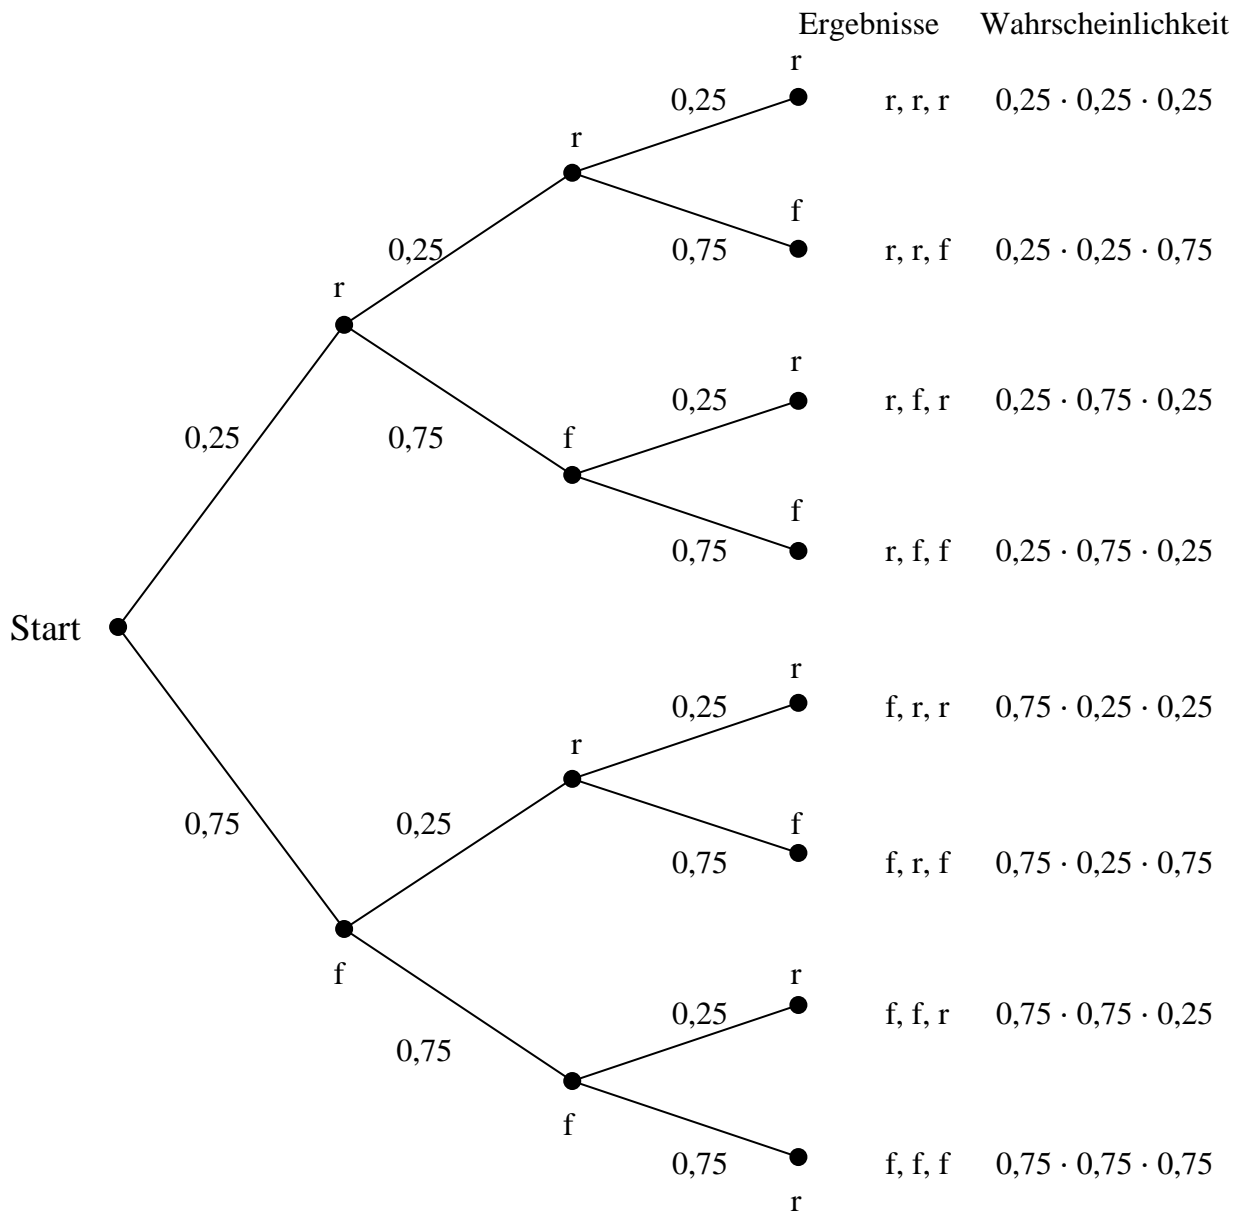 Ergebnisse Wahrscheinlichkeit
r
0,25 r, r, r 0,25 · 0,25 · 0,25
r
f
0,25 0,75 r, r, f 0,25 · 0,25 · 0,75
r
r
0,25 r, f, r 0,25 · 0,75 · 0,25
0,25 0,75 f
f
0,75 r, f, f 0,25 · 0,75 · 0,25
Start
r
0,25 f, r, r 0,75 · 0,25 · 0,25
r
0,75 0,25 f
0,75 f, r, f 0,75 · 0,25 · 0,75
f r
0,25 f, f, r 0,75 · 0,75 · 0,25
0,75
f
0,75 f, f, f 0,75 · 0,75 · 0,75
r